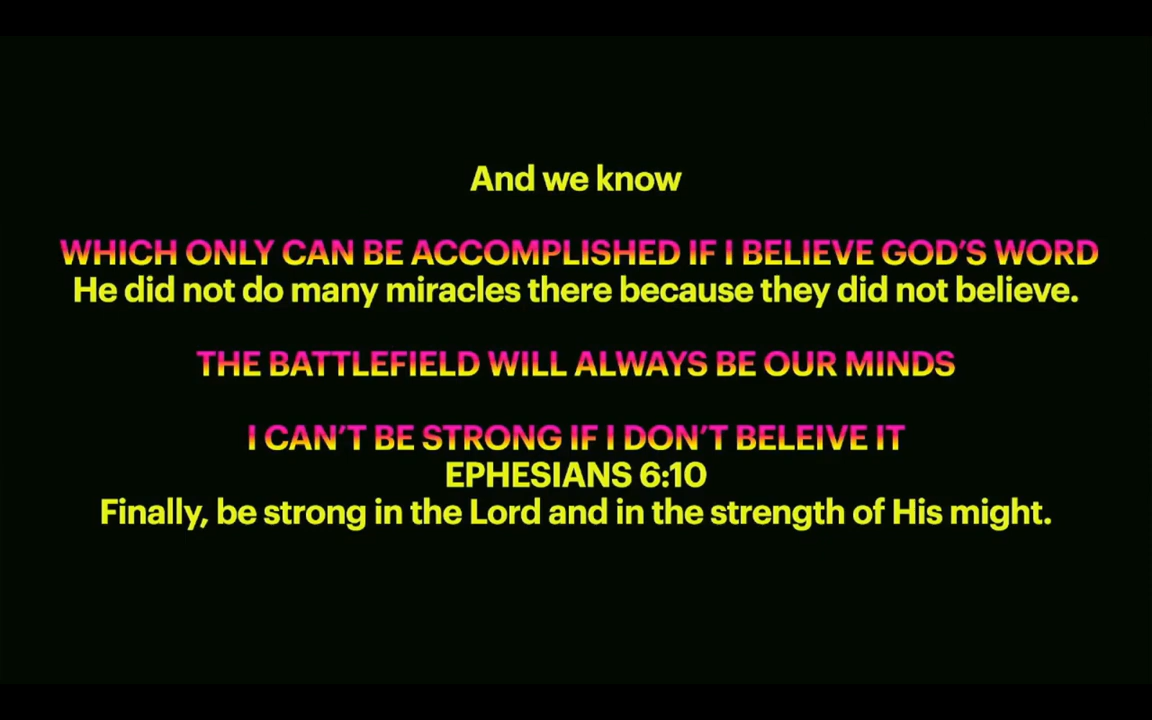 And we know
WHICH ONLY CAN BE ACCOMPLISHED IF I BELIEVE GOD’S WORD
He did not do many miracles there because they did not believe.
THE BATTLEFIELD WILL ALWAYS BE OUR MINDS
I CAN’T BE STRONG IF I DON’T BELEIVE IT
EPHESIANS 6:10
Finally, be strong in the Lord and in the strength of His might.